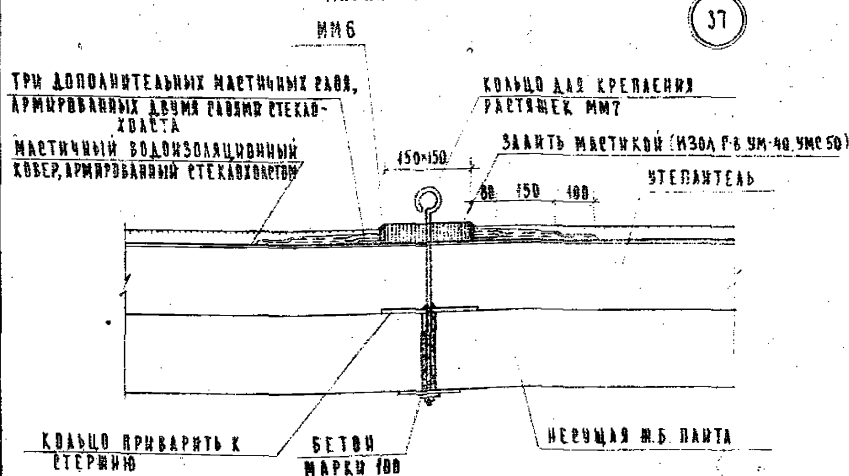 37
ММ6
ТРИ ДОПОЛНИТЕЛЬНЫХ МАСТИЧНЫХ СЛОЯ,
АРМИРОВАННЫХ ДВУМЯ СЛОЯМИ СТЕКЛО-
ХОЛСТА
МАСТИЧНЫЙ ВОДОИЗОЛЯЦИОННЫЙ
КОВЕР, АРМИРОВАННЫЙ СТЕКЛОХОЛСТОМ
КОЛЬЦО ДЛЯ КРЕПЛЕНИЯ
РАСТЯЖЕК ММ7
ЗАЛИТЬ МАСТИКОЙ (ИЗОЛ Г-В УМ-40, УМС 50)
УТЕПЛИТЕЛЬ
150×150
80 150 100
КОЛЬЦО ПРИВАРИТЬ К
СТЕРЖНЮ
БЕТОН
МАРКИ 100
НЕСУЩАЯ Ж.Б. ПЛИТА